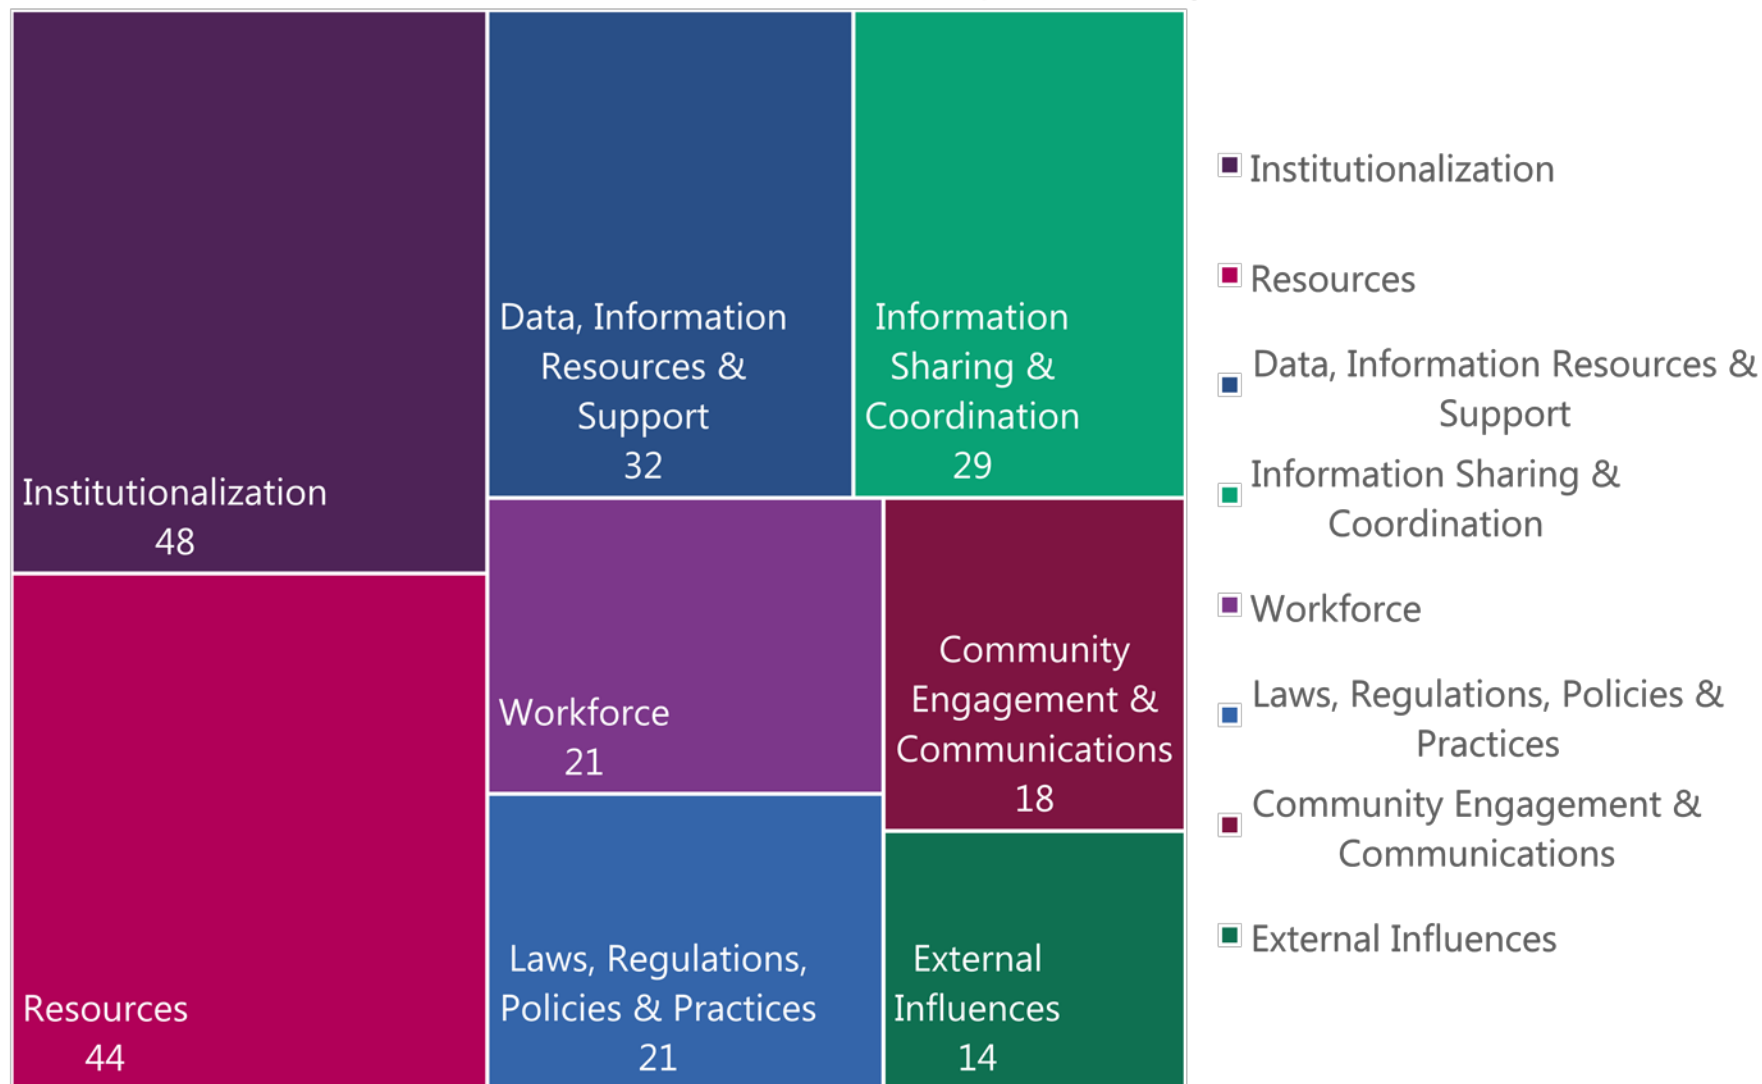 Institutionalization
48
Resources
44
Data, Information
Resources &
Support
32
Information
Sharing &
Coordination
29
Workforce
21
Laws, Regulations,
Policies & Practices
21
Community
Engagement &
Communications
18
External
Influences
14
Institutionalization
Resources
Data, Information Resources &
Support
Information Sharing &
Coordination
Workforce
Laws, Regulations, Policies &
Practices
Community Engagement &
Communications
External Influences